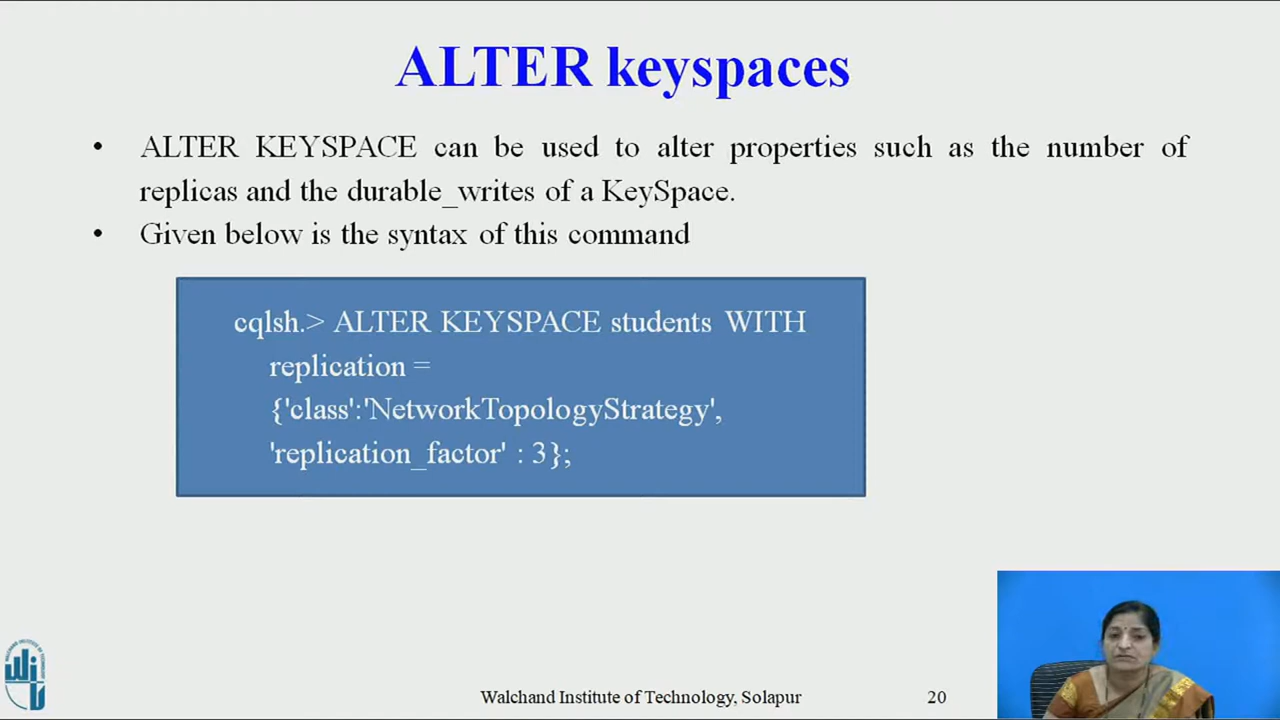 ALTER keyspaces
• ALTER KEYSPACE can be used to alter properties such as the number of
replicas and the durable_writes of a KeySpace.
• Given below is the syntax of this command
cqlsh.> ALTER KEYSPACE students WITH
replication =
{'class':'NetworkTopologyStrategy',
'replication_factor' : 3};
Walchand Institute of Technology, Solapur
20